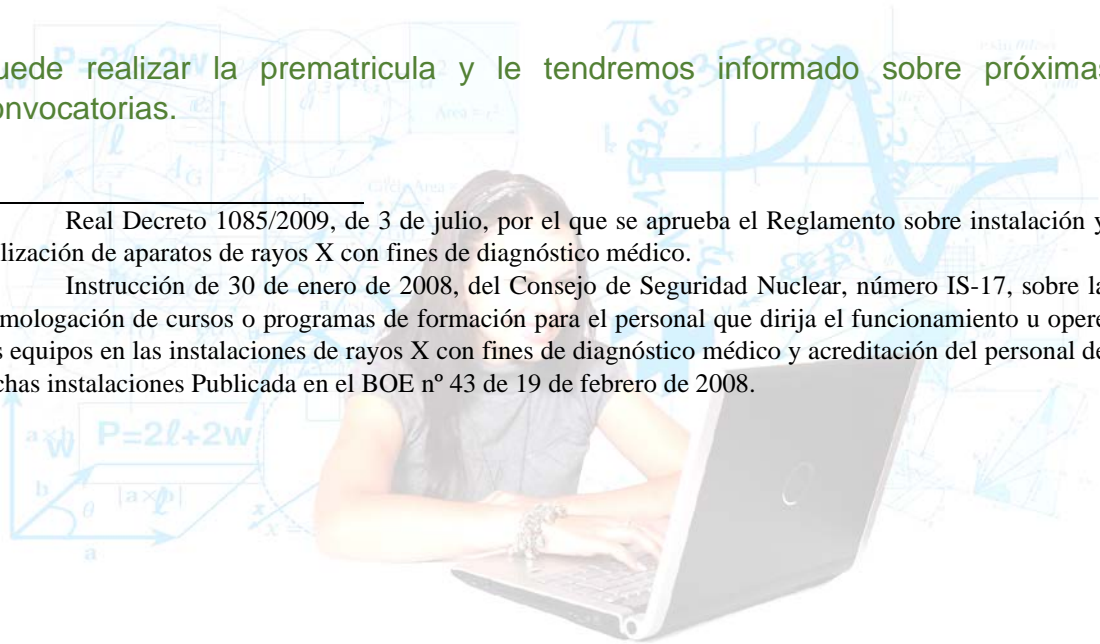 uede realizar la prematricula y le tendremos informado sobre próximas
onvocatorias.
Real Decreto 1085/2009, de 3 de julio, por el que se aprueba el Reglamento sobre instalación y
lización de aparatos de rayos X con fines de diagnóstico médico.
Instrucción de 30 de enero de 2008, del Consejo de Seguridad Nuclear, número IS-17, sobre la
mologación de cursos o programas de formación para el personal que dirija el funcionamiento u opere
s equipos en las instalaciones de rayos X con fines de diagnóstico médico y acreditación del personal de
chas instalaciones Publicada en el BOE nº 43 de 19 de febrero de 2008.
P=2ℓ+2w